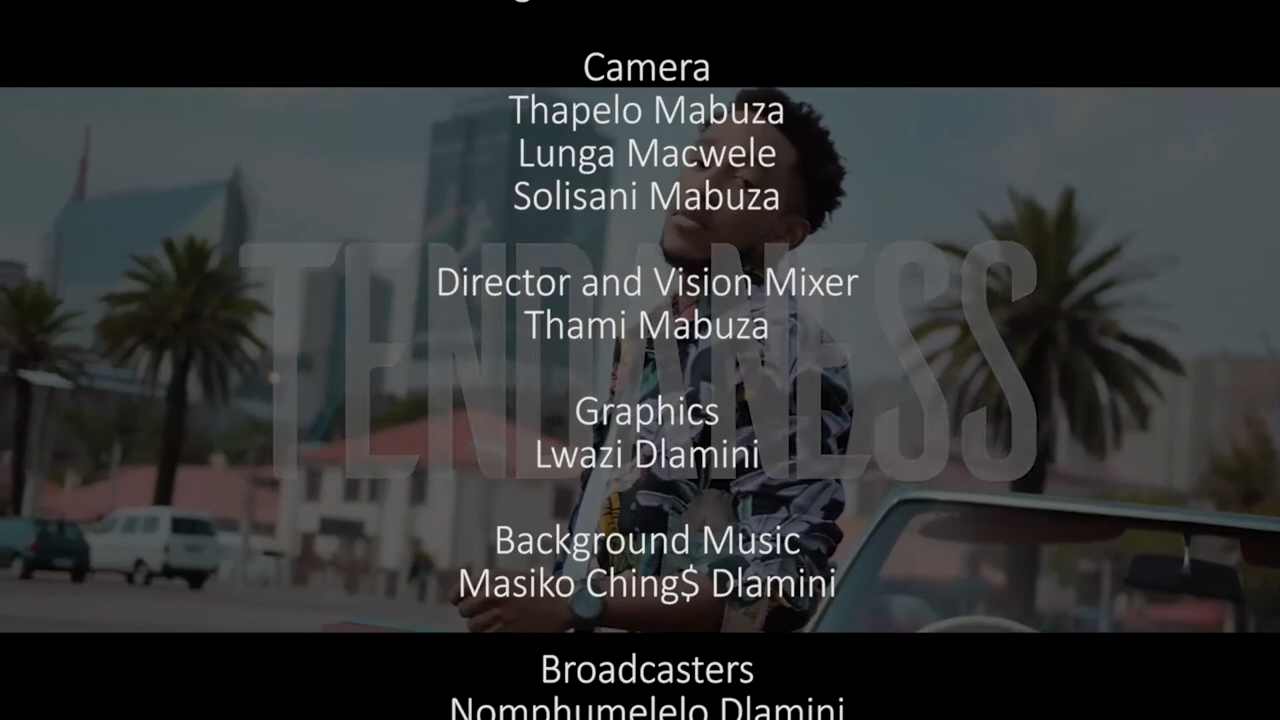 Camera
Thapelo Mabuza
Lunga Macwele
Solisani Mabuza
TENDANESS
Director and Vision Mixer
Thami Mabuza
Graphics
Lwazi Dlamini
Background Music
Masiko Ching$ Dlamini
Broadcasters
Nomphumelelo Dlamini